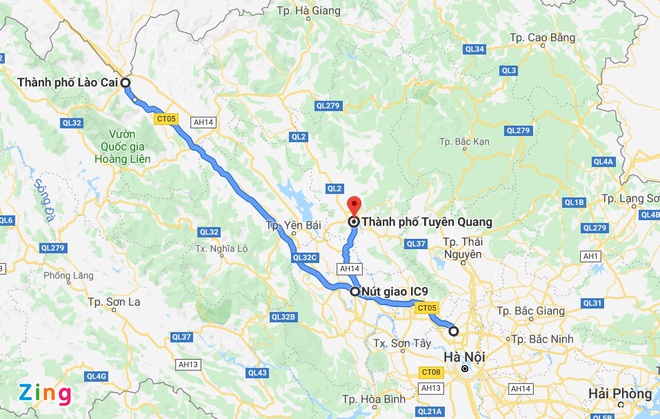 Tp. Hà Giang
Tp. Cao Bằng
QL34
QL4
QL3
Thành phố Lào Cai
QL279
CT05
AH14
QL32
QL2
QL279
Vườn
Quốc gia
Hoàng Liên
Tp. Bắc Kạn
QL279
QL4A
Sông Đà
QL2
QL1B
Tp. Lạng Sơn
QL6
Thành phố Tuyên Quang
QL4B
Tp. Yên Bái
QL37
Tx. Nghĩa Lộ
Tp. Thái
Nguyên
QL32C
AH1
Phố Lăng
AH14
Nút giao IC9
Tp. Sơn La
CT05
QL31
Tp. Bắc Giang
QL32B
QL37
Tx. Sơn Tây
Tp. Bắc Ninh
Hà Nội
AH13
QL43
CT08
AH14
QL4G
Zing
AH13
Tp. Hòa Bình
Hải Phòng
QL21A
QL5B